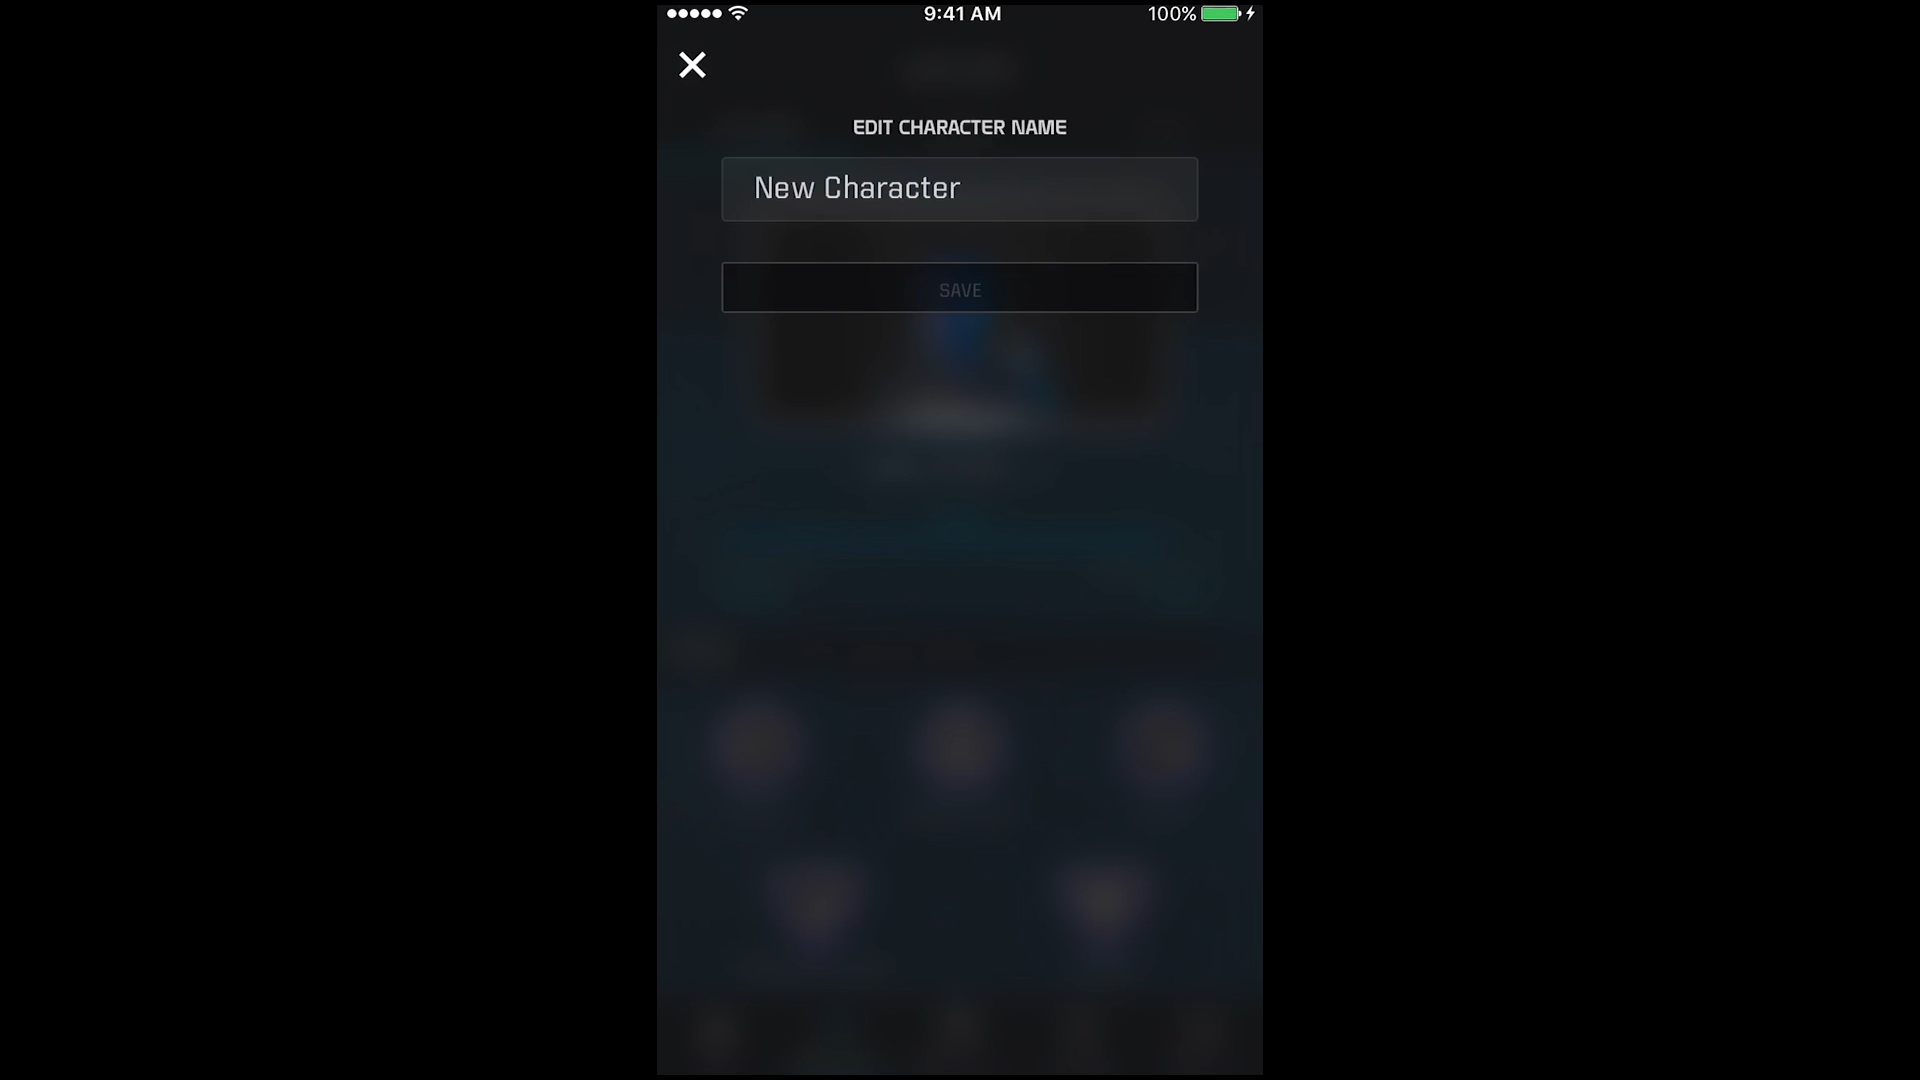 9:41 AM
100%
EDIT CHARACTER NAME
New Character
SAVE